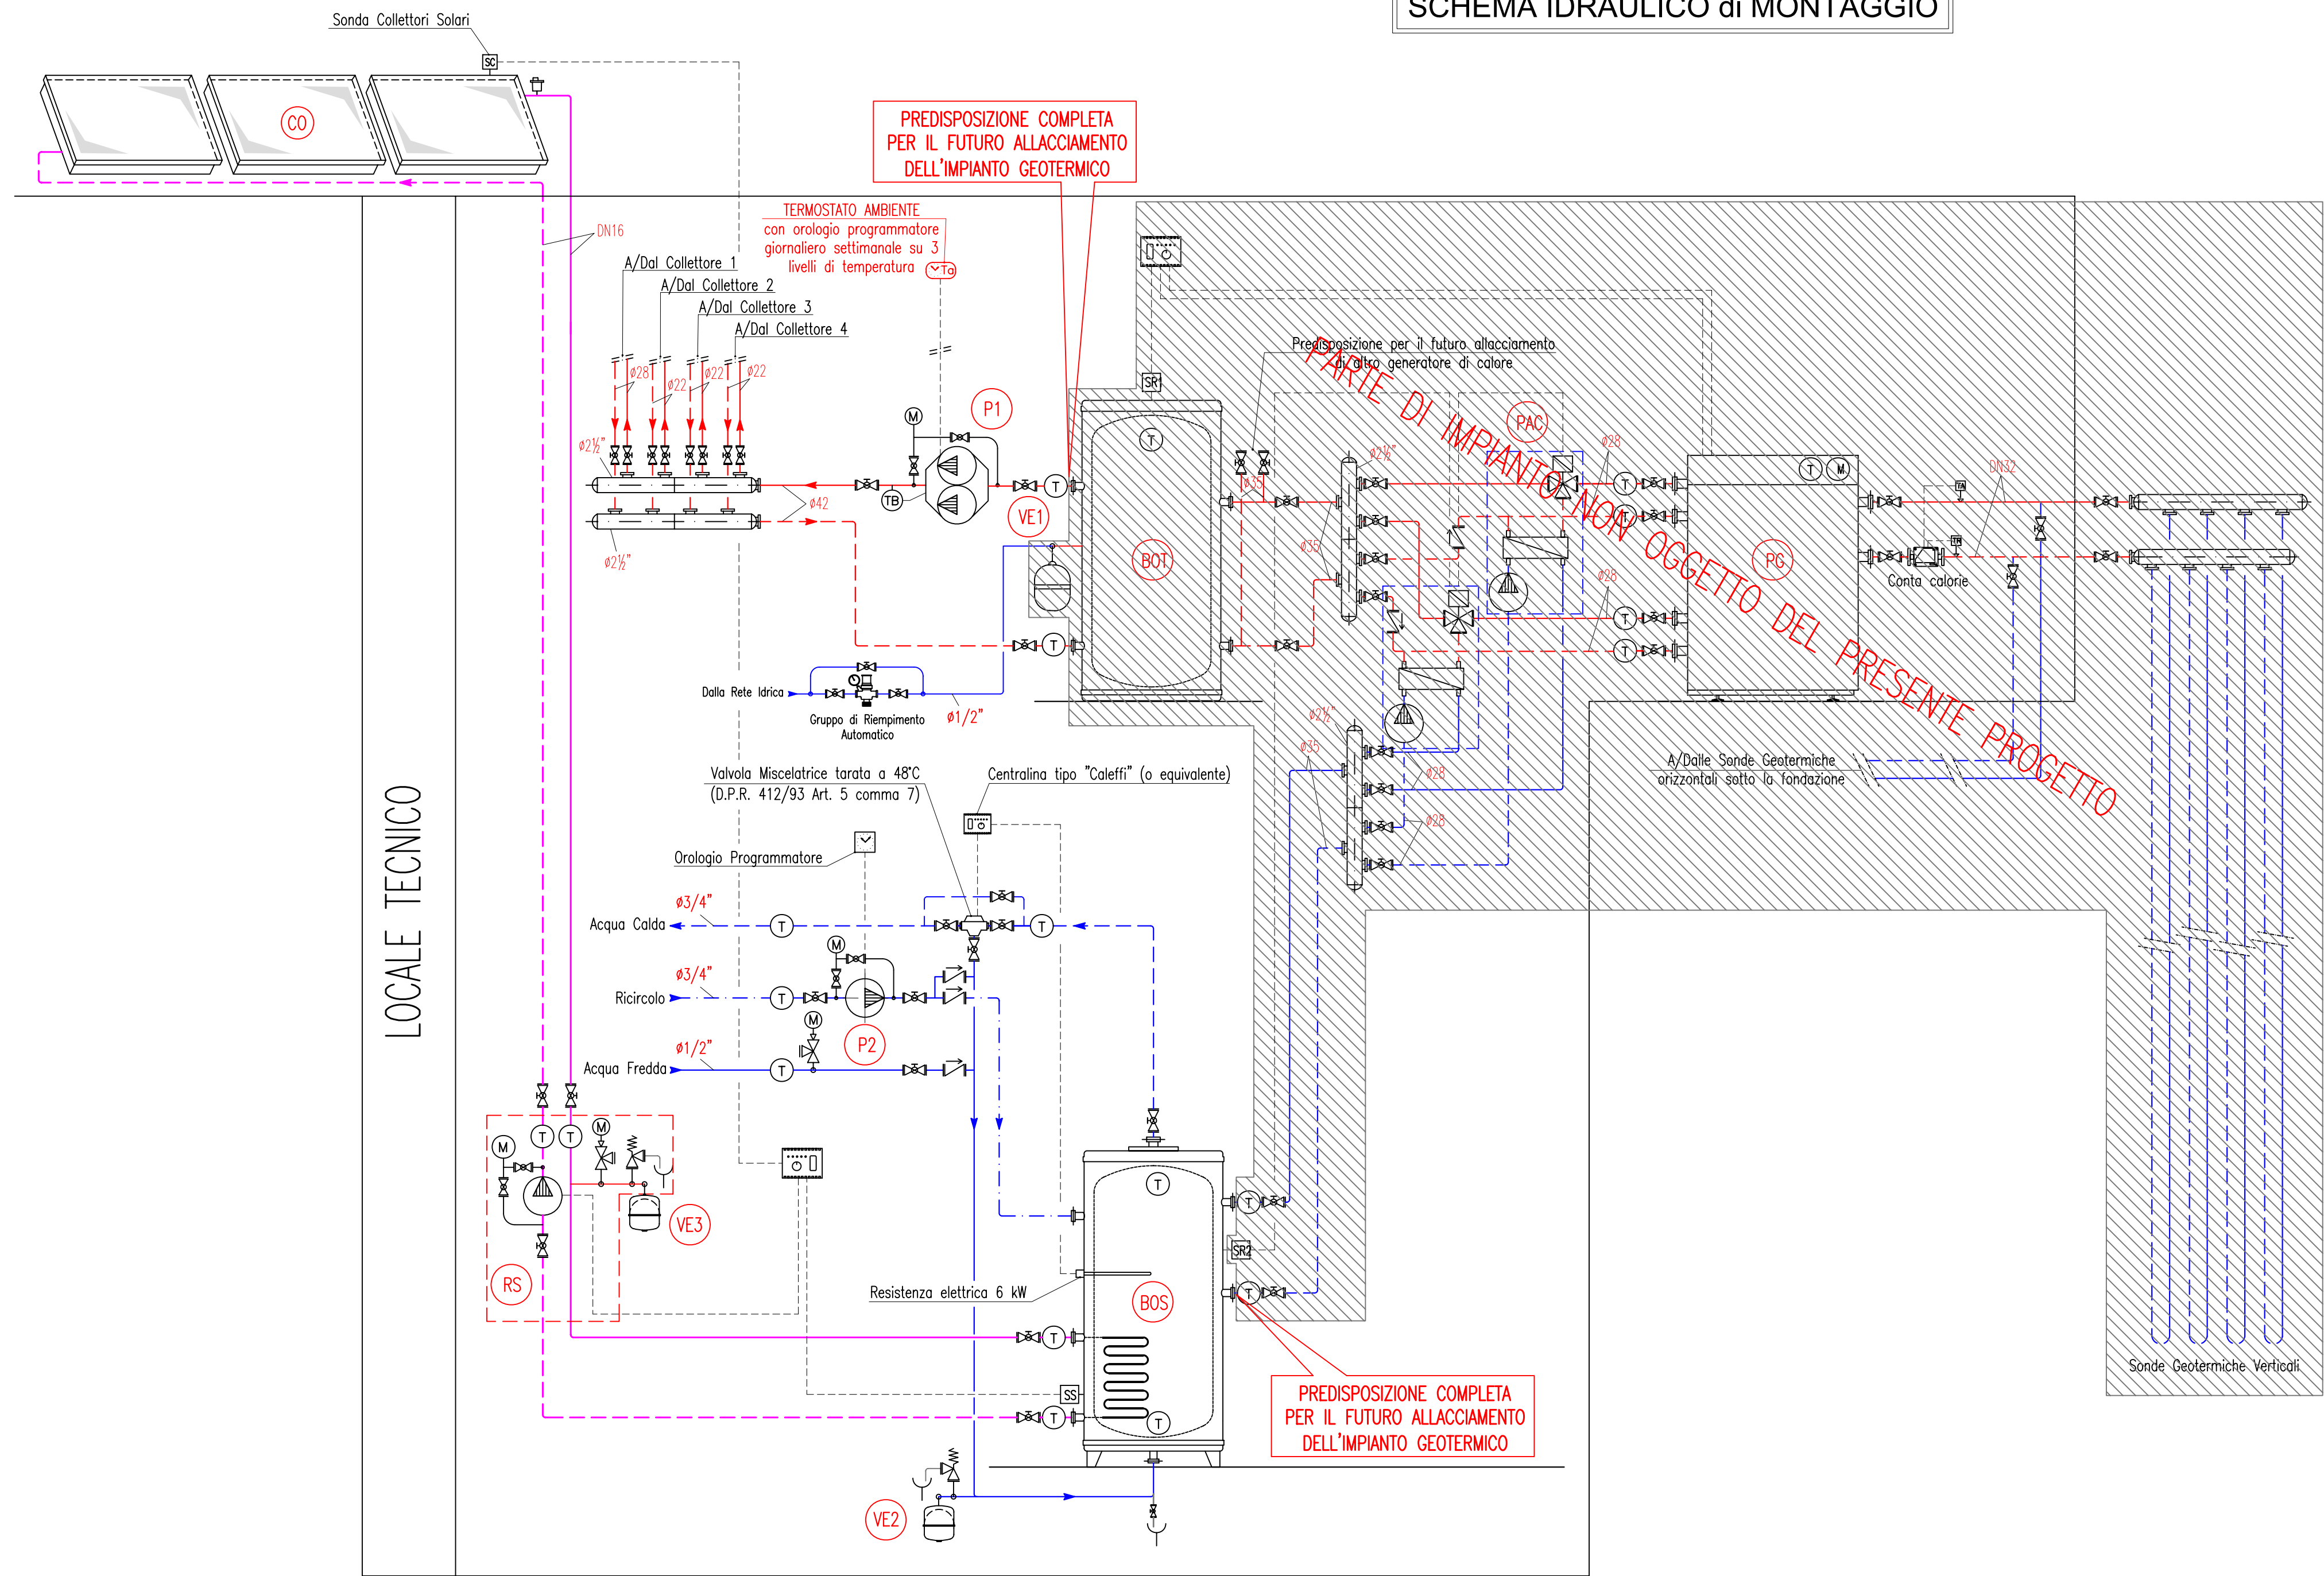 SCHEMA IDRAULICO di MONTAGGIO
Sonda Collettori Solari
SC
CO
PREDISPOSIZIONE COMPLETA
PER IL FUTURO ALLACCIAMENTO
DELL'IMPIANTO GEOTERMICO
TERMOSTATO AMBIENTE
con orologio programmatore
giornaliero settimanale su 3
livelli di temperatura
Ta
DN16
A/Dal Collettore 1
A/Dal Collettore 2
A/Dal Collettore 3
A/Dal Collettore 4
ø28
ø22
ø22
ø22
ø2½"
ø2½"
ø42
M
TB
P1
VE1
T
T
SR1
T
BOT
Predisposizione per il futuro allacciamento
di altro generatore di calore
ø35
ø35
ø2½"
PAC
ø28
ø28
T
T
T
T
T
M
PG
DN32
TA
TR
Conta calorie
PARTE DI IMPIANTO NON OGGETTO DEL PRESENTE PROGETTO
Dalla Rete Idrica
Gruppo di Riempimento
Automatico
ø1/2"
ø2½"
ø35
ø28
ø28
A/Dalle Sonde Geotermiche
orizzontali sotto la fondazione
LOCALE TECNICO
Valvola Miscelatrice tarata a 48°C
(D.P.R. 412/93 Art. 5 comma 7)
Centralina tipo "Caleffi" (o equivalente)
Orologio Programmatore
ø3/4"
Acqua Calda
T
T
ø3/4"
Ricircolo
T
M
P2
ø1/2"
Acqua Fredda
T
M
T
T
M
M
RS
VE3
T
T
SR2
T
BOS
Resistenza elettrica 6 kW
T
SS
T
T
PREDISPOSIZIONE COMPLETA
PER IL FUTURO ALLACCIAMENTO
DELL'IMPIANTO GEOTERMICO
VE2
Sonde Geotermiche Verticali